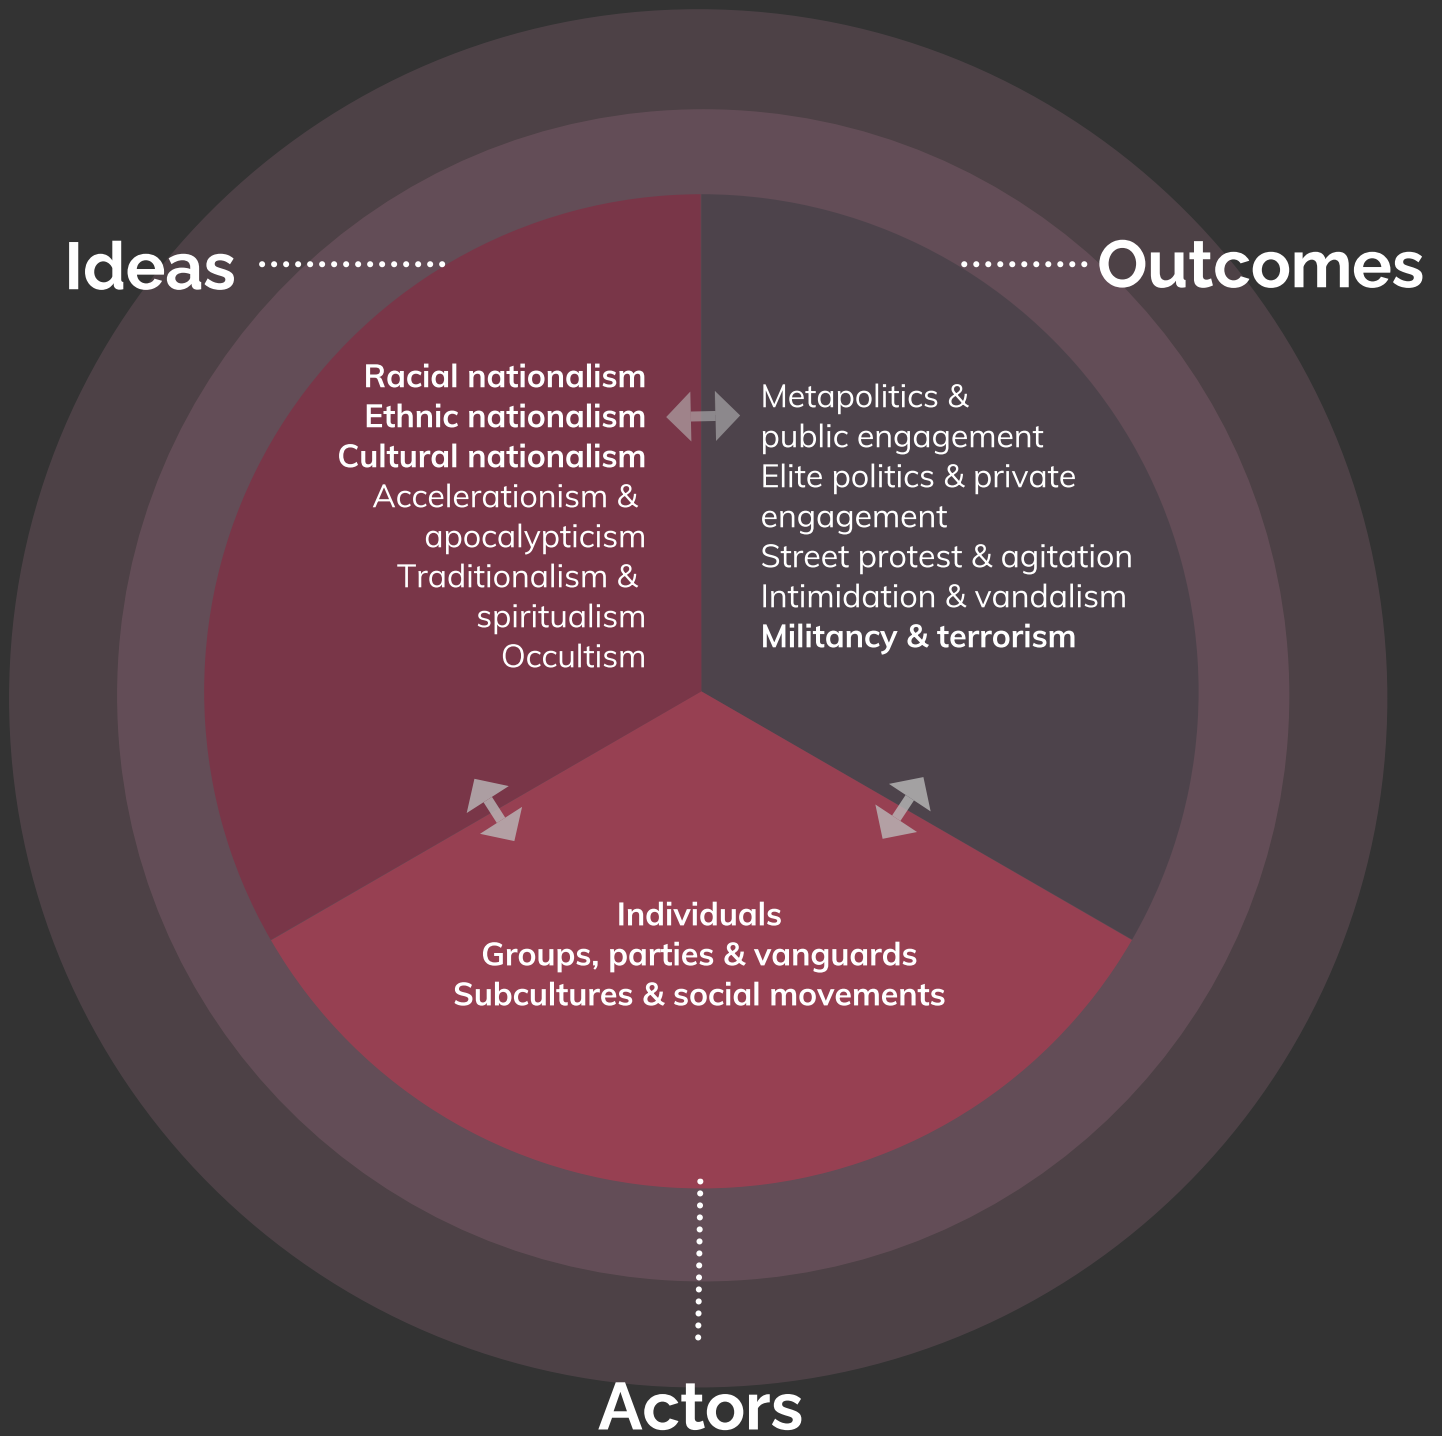 Ideas
Outcomes
Racial nationalism
Ethnic nationalism
Cultural nationalism
Accelerationism &
apocalypticism
Traditionalism &
spiritualism
Occultism
Metapolitics &
public engagement
Elite politics & private
engagement
Street protest & agitation
Intimidation & vandalism
Militancy & terrorism
Individuals
Groups, parties & vanguards
Subcultures & social movements
Actors